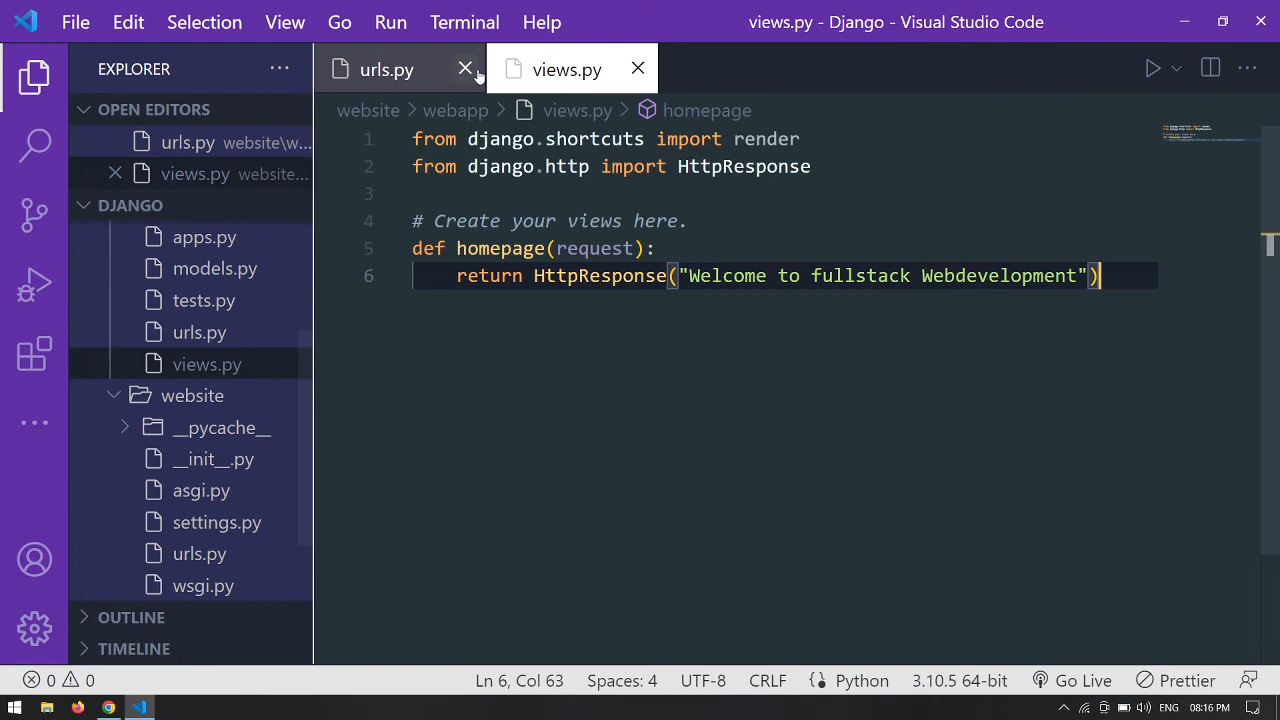 File Edit Selection View Go Run Terminal Help views.py - Django - Visual Studio Code
EXPLORER
OPEN EDITORS
urls.py website\w...
views.py website...
DJANGO
apps.py
models.py
tests.py
urls.py
views.py
website
__pycache__
__init__.py
asgi.py
settings.py
urls.py
wsgi.py
OUTLINE
TIMELINE
urls.py views.py
website webapp views.py homepage
1 from django.shortcuts import render
2 from django.http import HttpResponse
3
4 # Create your views here.
5 def homepage(request):
6 return HttpResponse("Welcome to fullstack Webdevelopment")
0 0 Ln 6, Col 63 Spaces: 4 UTF-8 CRLF Python 3.10.5 64-bit Go Live Prettier
ENG 08:16 PM